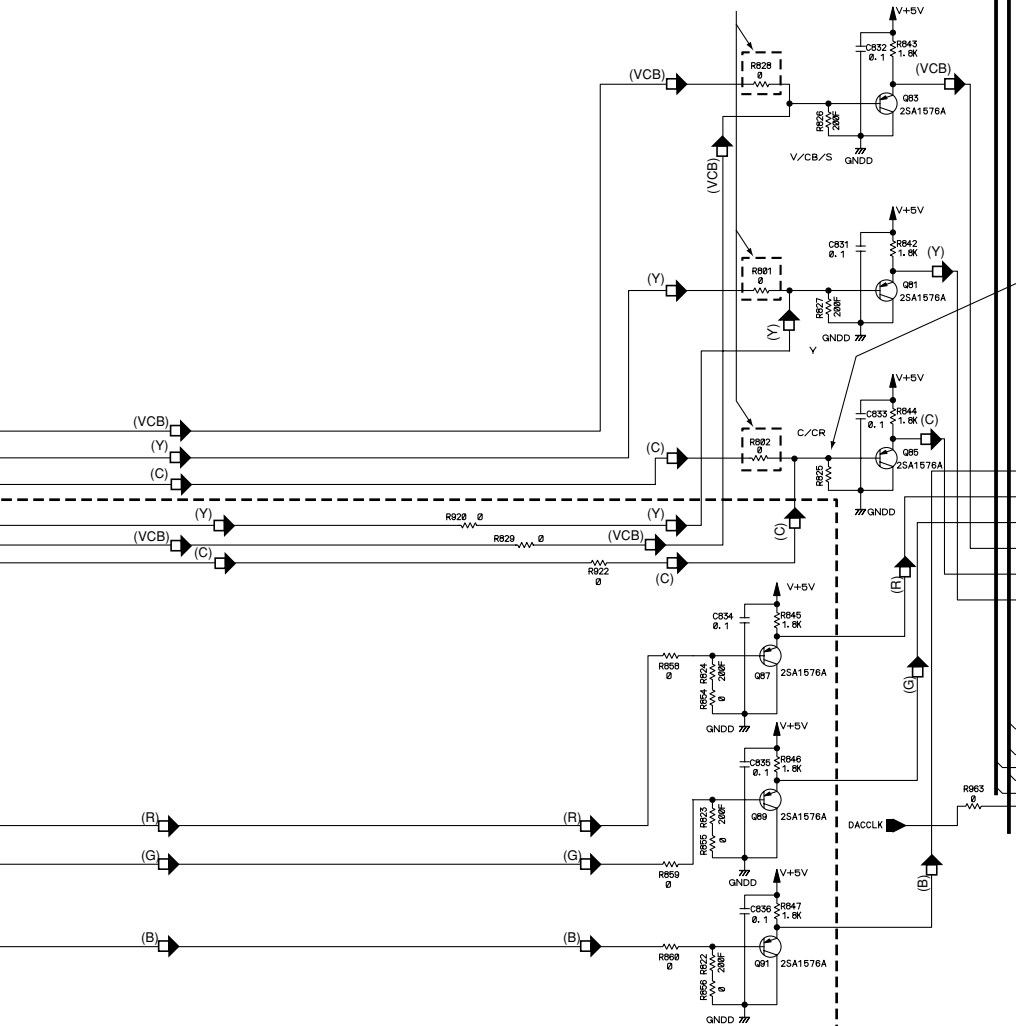 V+5V
C832
0.1
R843
1.8K
R828
0
(VCB)
(VCB)
Q83
2SA1576A
R826
200F
V/CB/S
GNDD
(VCB)
V+5V
C831
0.1
R842
1.8K
(Y)
R801
0
(Y)
Q81
2SA1576A
R827
200F
(Y)
GNDD
Y
V+5V
C833
0.1
R844
1.8K
(C)
(VCB)
R802
0
C/CR
(Y)
(C)
Q85
2SA1576A
R825
(C)
GNDD
(Y)
R920 0
(Y)
(C)
(VCB)
R829 0
(VCB)
(C)
R922
0
(C)
(R)
V+5V
C834
0.1
R845
1.8K
R858
0
R824
200F
Q87
2SA1576A
R854 0
(G)
GNDD
V+5V
C835
0.1
R846
1.8K
R963
0
(R)
(R)
R823
200F
Q89
2SA1576A
DACCLK
R855 0
(G)
(G)
R859
0
GNDD
V+5V
(B)
C836
0.1
R847
1.8K
(B)
(B)
R860
0
R822
200F
Q91
2SA1576A
R856 0
GNDD